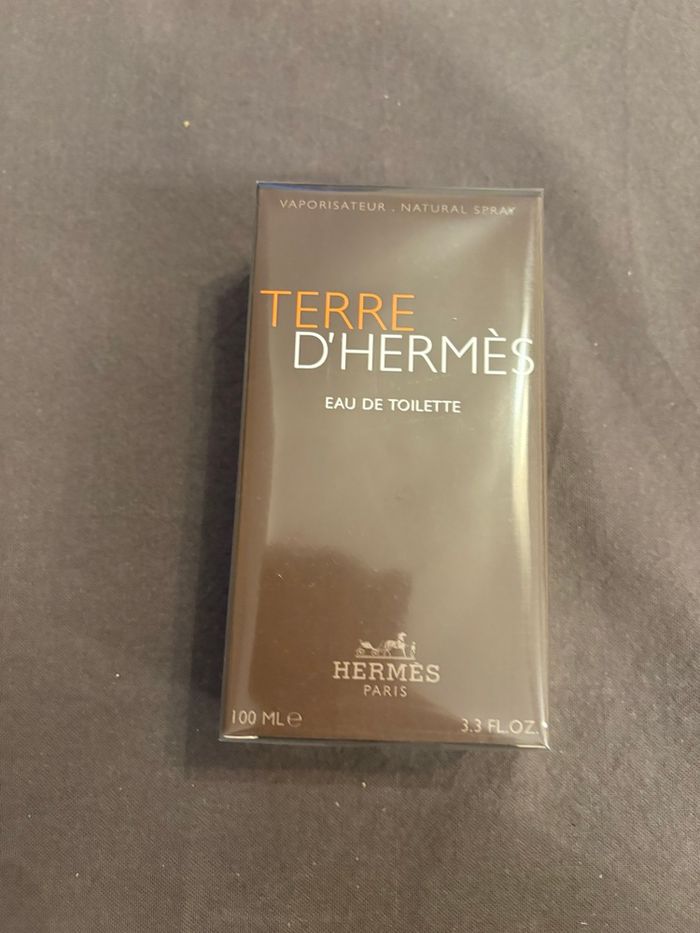 VAPORISATEUR . NATURAL SPRAY
TERRE
D'HERMÈS
EAU DE TOILETTE
HERMÈS
PARIS
100 ML ℮
3.3 FL.OZ.